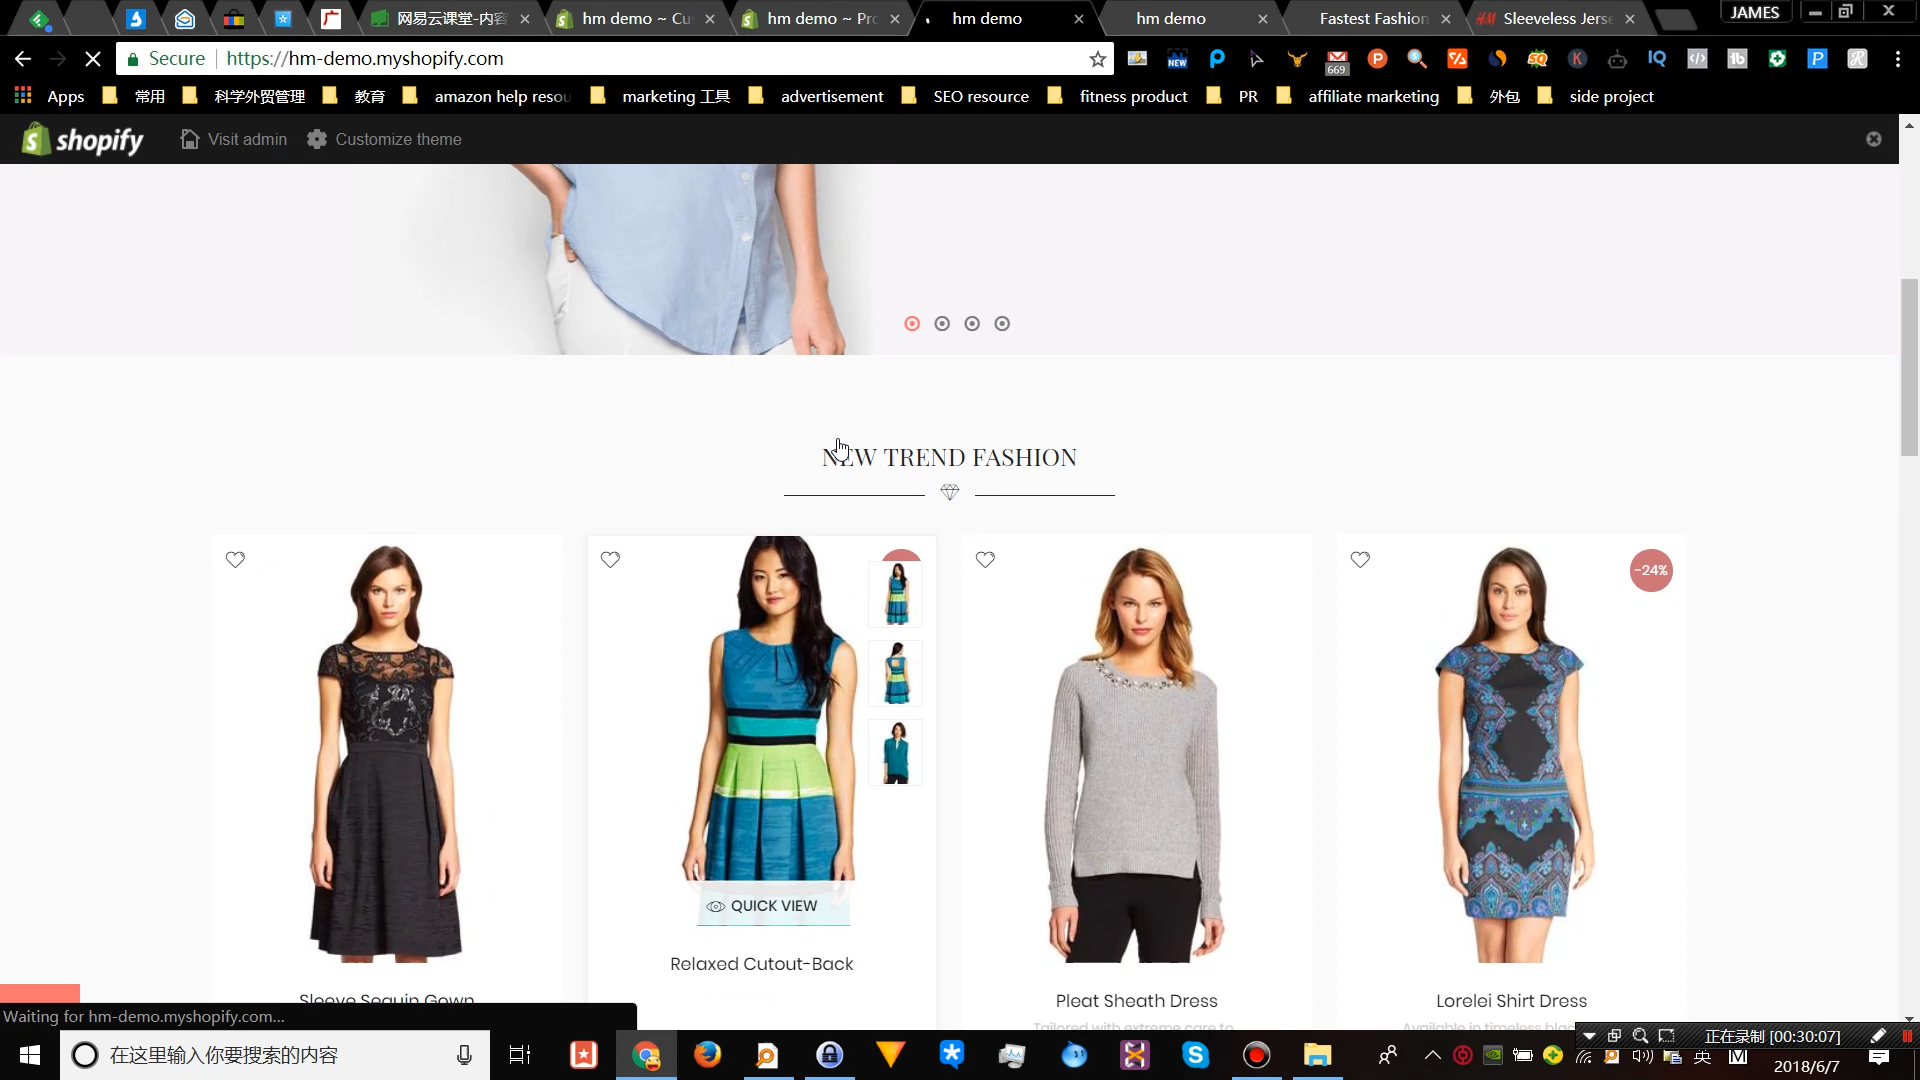 网易云课堂-内容
hm demo ~ Cu
hm demo ~ Pro
hm demo
hm demo
Fastest Fashion
H&M Sleeveless Jerse
JAMES
Secure
https://hm-demo.myshopify.com
NEW
669
Apps
常用
科学外贸管理
教育
amazon help resou
marketing 工具
advertisement
SEO resource
fitness product
PR
affiliate marketing
外包
side project
shopify
Visit admin
Customize theme
NEW TREND FASHION
-24%
QUICK VIEW
Relaxed Cutout-Back
Sleeve Sequin Gown
Pleat Sheath Dress
Lorelei Shirt Dress
Tailored with extreme care to
Available in timeless blac
Waiting for hm-demo.myshopify.com...
正在录制 [00:30:07]
在这里输入你要搜索的内容
英
2018/6/7